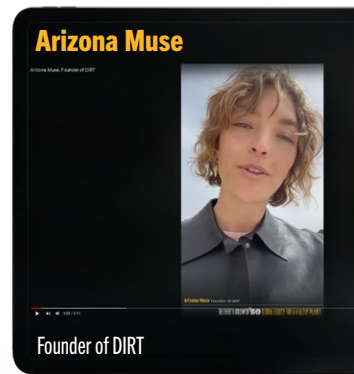 Arizona Muse
Arizona Muse, Founder of DIRT
Arizona Muse Founder of DIRT
Founder of DIRT